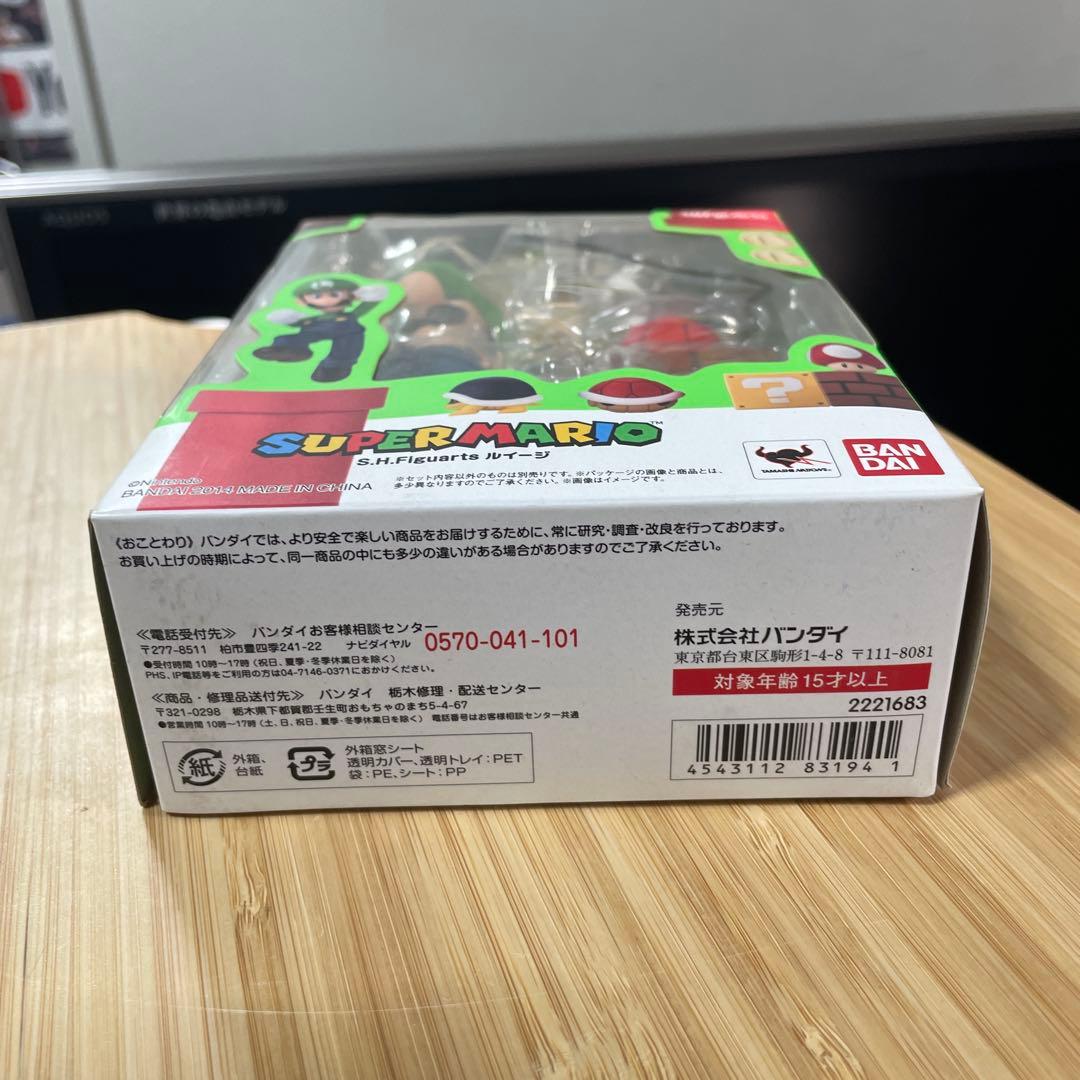 AQUOS
SUPER MARIO™
S.H.Figuarts ルイージ
©Nintendo
BANDAI 2014 MADE IN CHINA
※セット内容以外のものは別売りです。※パッケージの画像と商品とは、
多少異なりますのでご了承ください。※画像はイメージです。
TAMASHII NATIONS™
BAN
DAI
《おことわり》バンダイでは、より安全で楽しい商品をお届けするために、常に研究・調査・改良を行っております。
お買い上げの時期によって、同一商品の中にも多少の違いがある場合がありますのでご了承ください。
≪電話受付先≫ バンダイお客様相談センター
〒277-8511 柏市豊四季241-22 ナビダイヤル 0570-041-101
●受付時間 10時～17時(祝日、夏季・冬季休業日を除く)
PHS、IP電話等をご利用の方は04-7146-0371におかけください。
≪商品・修理品送付先≫ バンダイ 栃木修理・配送センター
〒321-0298 栃木県下都賀郡壬生町おもちゃのまち5-4-67
●営業時間 10時～17時(土、日、祝日、夏季・冬季休業日を除く) 電話番号はお客様相談センター共通
紙 外箱、
台紙
プラ 外箱窓シート
透明カバー、透明トレイ:PET
袋:PE、シート:PP
発売元
株式会社バンダイ
東京都台東区駒形1-4-8 〒111-8081
対象年齢15才以上
2221683
4543112 83194 1